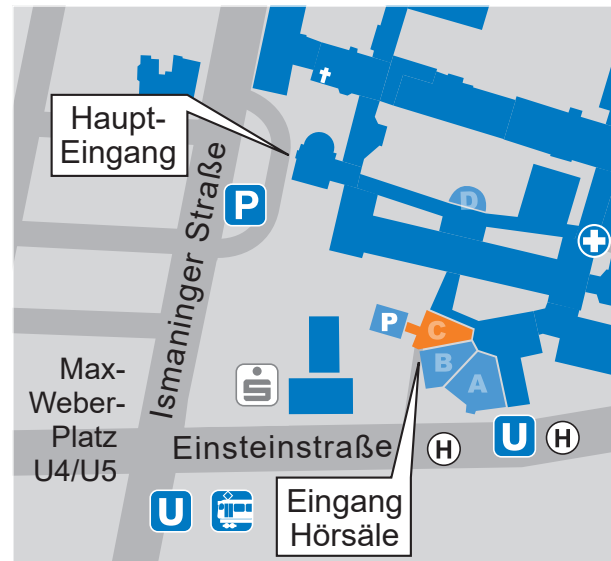 Haupt-
Eingang
P
Ismaninger Straße
D
P
C
B
A
Max-
Weber-
Platz
U4/U5
S
Einsteinstraße
H
U
H
U
Eingang
Hörsäle